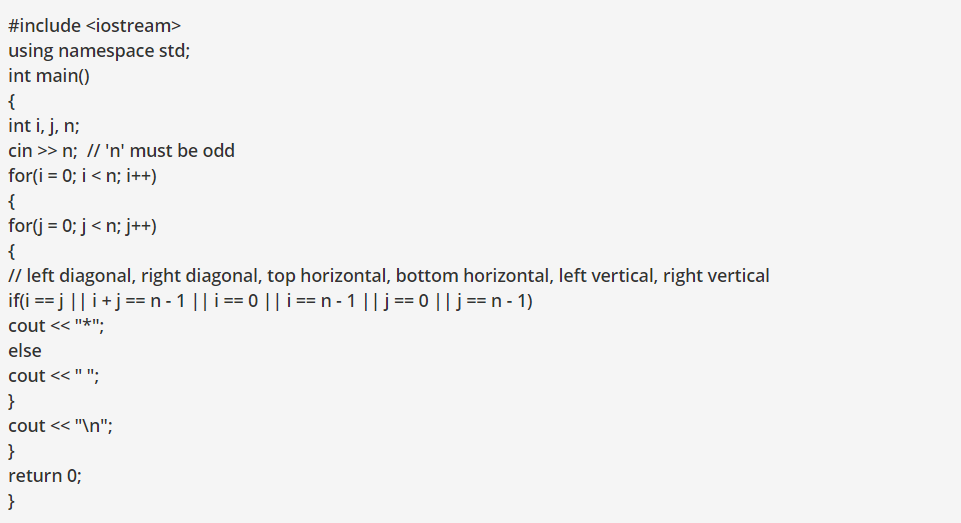 #include <iostream>
using namespace std;
int main()
{
int i, j, n;
cin >> n;  // 'n' must be odd
for(i = 0; i < n; i++)
{
for(j = 0; j < n; j++)
{
// left diagonal, right diagonal, top horizontal, bottom horizontal, left vertical, right vertical
if(i == j || i + j == n - 1 || i == 0 || i == n - 1 || j == 0 || j == n - 1)
cout << "*";
else
cout << " ";
}
cout << "\n";
}
return 0;
}